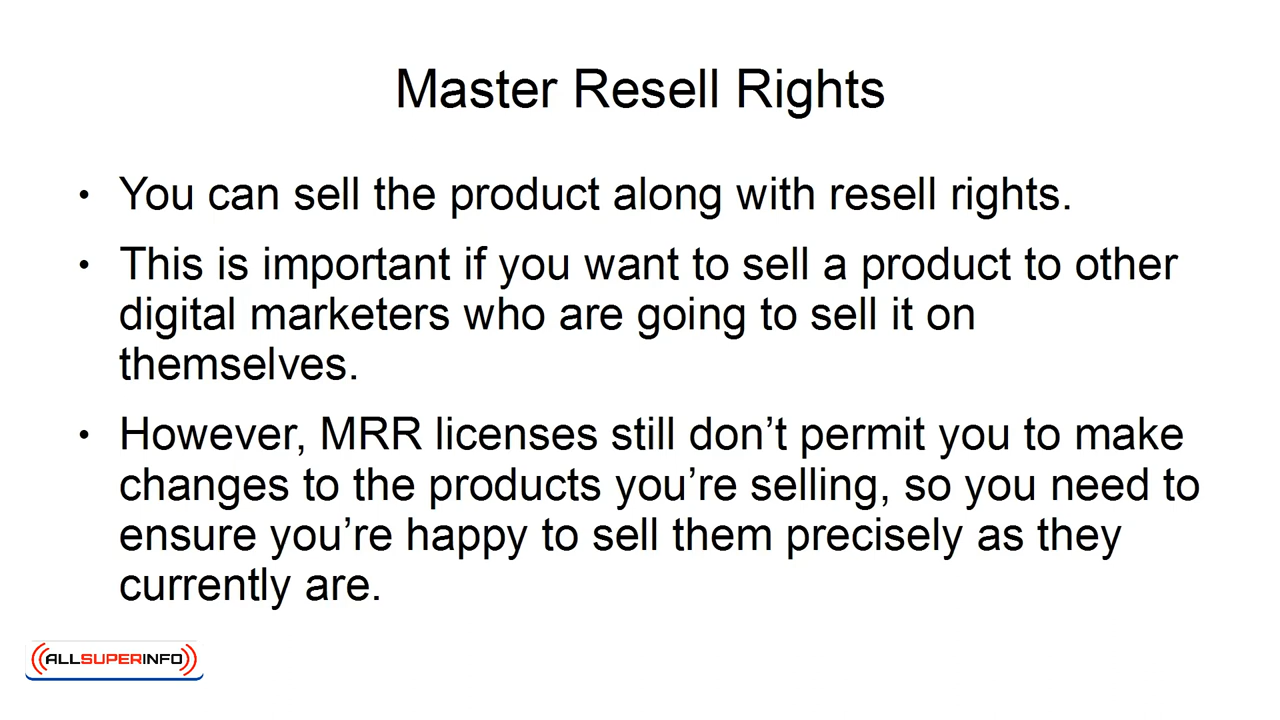 Master Resell Rights
• You can sell the product along with resell rights.
• This is important if you want to sell a product to other
digital marketers who are going to sell it on
themselves.
• However, MRR licenses still don’t permit you to make
changes to the products you’re selling, so you need to
ensure you’re happy to sell them precisely as they
currently are.
ALLSUPERINFO